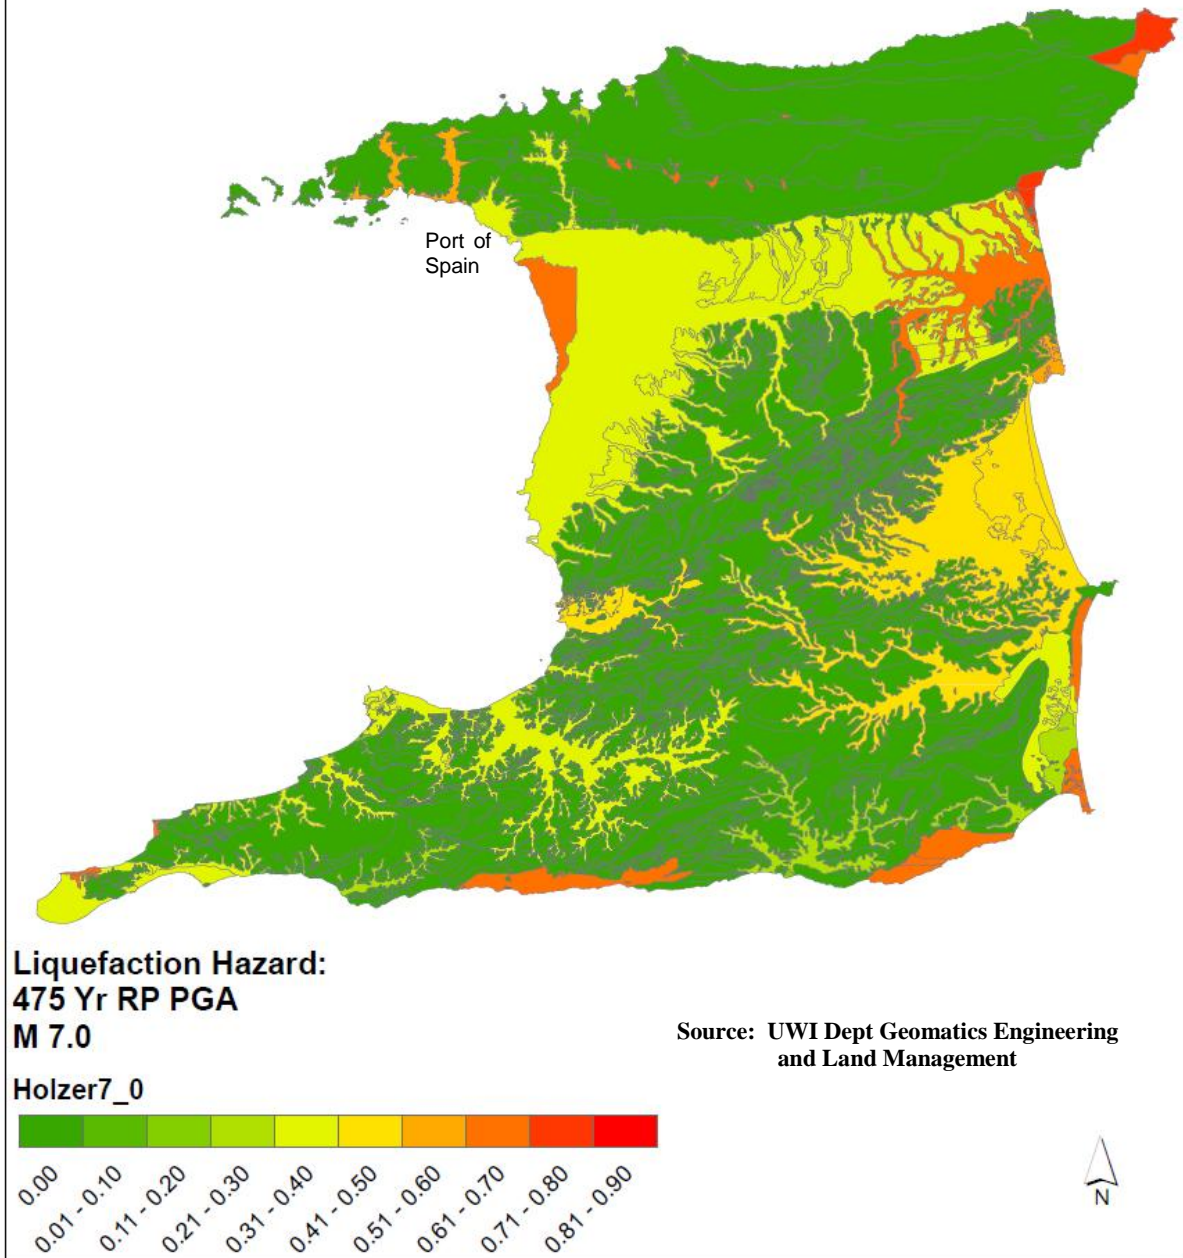 Port of
Spain
Liquefaction Hazard:
475 Yr RP PGA
M 7.0
Source: UWI Dept Geomatics Engineering
and Land Management
Holzer7_0
0.00
0.01 - 0.10
0.11 - 0.20
0.21 - 0.30
0.31 - 0.40
0.41 - 0.50
0.51 - 0.60
0.61 - 0.70
0.71 - 0.80
0.81 - 0.90
N